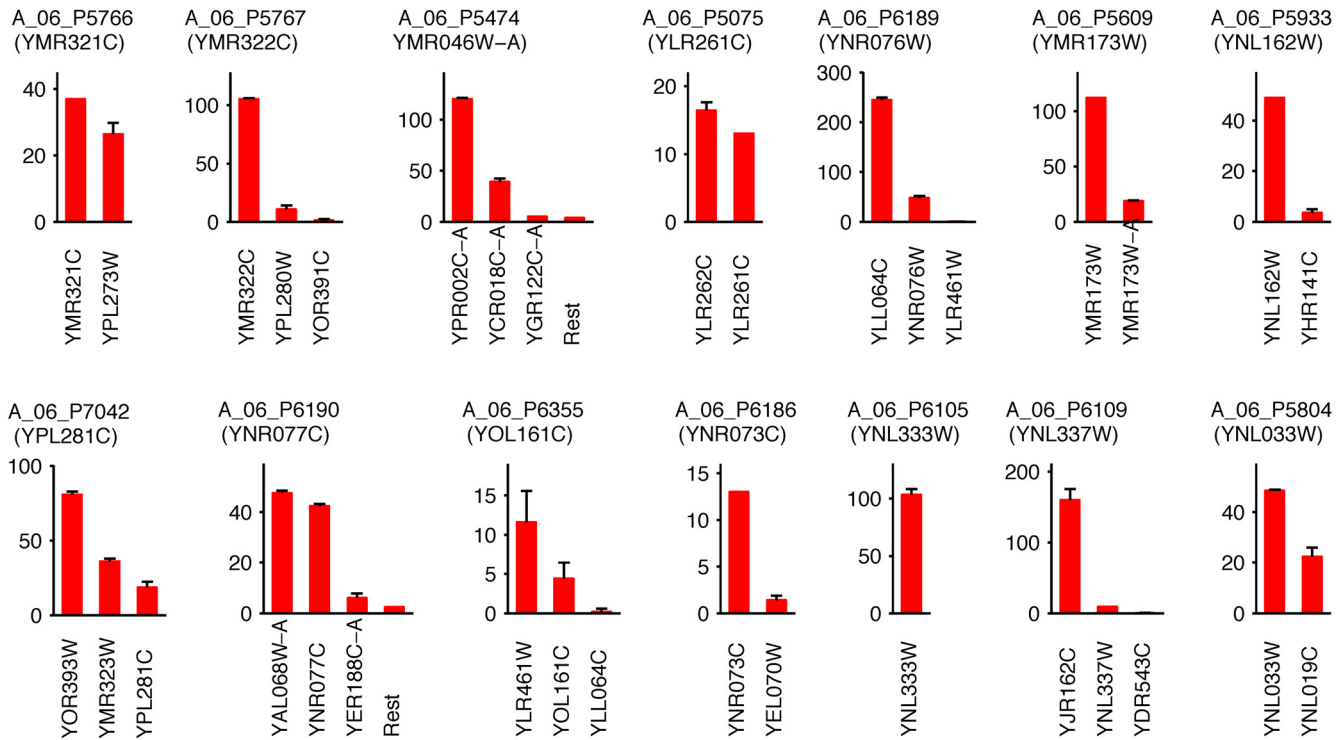 A_06_P5766
(YMR321C)
40
20
0
YMR321C
YPL273W
A_06_P5767
(YMR322C)
100
50
0
YMR322C
YPL280W
YOR391C
A_06_P5474
YMR046W−A)
100
50
0
YPR002C−A
YCR018C−A
YGR122C−A
Rest
A_06_P5075
(YLR261C)
20
10
0
YLR262C
YLR261C
A_06_P6189
(YNR076W)
300
200
100
0
YLL064C
YNR076W
YLR461W
A_06_P5609
(YMR173W)
100
50
0
YMR173W
YMR173W−A
A_06_P5933
(YNL162W)
40
20
0
YNL162W
YHR141C
A_06_P7042
(YPL281C)
100
50
0
YOR393W
YMR323W
YPL281C
A_06_P6190
(YNR077C)
40
20
0
YAL068W−A
YNR077C
YER188C−A
Rest
A_06_P6355
(YOL161C)
15
10
5
0
YLR461W
YOL161C
YLL064C
A_06_P6186
(YNR073C)
15
10
5
0
YNR073C
YEL070W
A_06_P6105
(YNL333W)
100
50
0
YNL333W
A_06_P6109
(YNL337W)
200
100
0
YJR162C
YNL337W
YDR543C
A_06_P5804
(YNL033W)
40
20
0
YNL033W
YNL019C